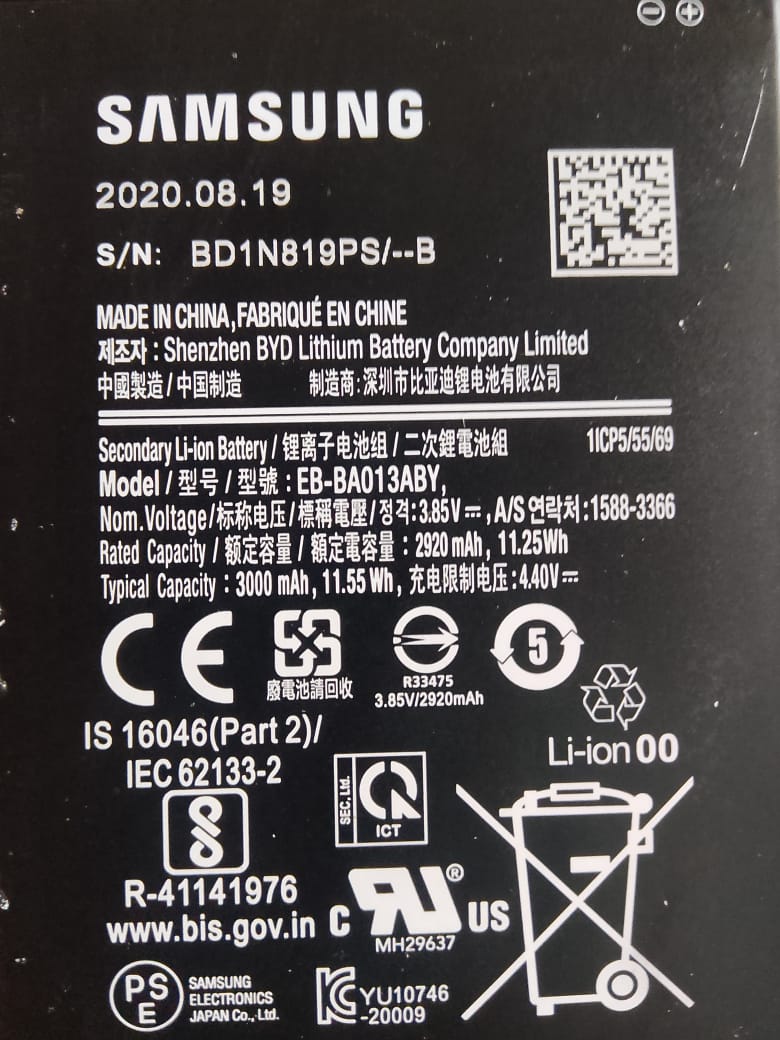 SAMSUNG
2020.08.19
S/N: BD1N819PS/--B
MADE IN CHINA,FABRIQUÉ EN CHINE
제조자 : Shenzhen BYD Lithium Battery Company Limited
中國製造 / 中国制造 制造商:深圳市比亚迪锂电池有限公司
Secondary Li-ion Battery / 锂离子电池组 / 二次鋰電池組 1ICP5/55/69
Model / 型号 / 型號 : EB-BA013ABY,
Nom.Voltage/标称电压/標稱電壓/정격:3.85V⎓ ,A/S 연락처:1588-3366
Rated Capacity / 额定容量 / 額定電容量 : 2920 mAh, 11.25Wh
Typical Capacity : 3000 mAh, 11.55 Wh, 充电限制电压:4.40V⎓
CE
廢電池請回收
R33475
3.85V/2920mAh
5
Li-ion 00
IS 16046(Part 2)/
IEC 62133-2
SEC, Ltd.
ICT
R-41141976
www.bis.gov.in
C RU® US
MH29637
PSE
SAMSUNG
ELECTRONICS
JAPAN Co., Ltd.
KC
YU10746
-20009